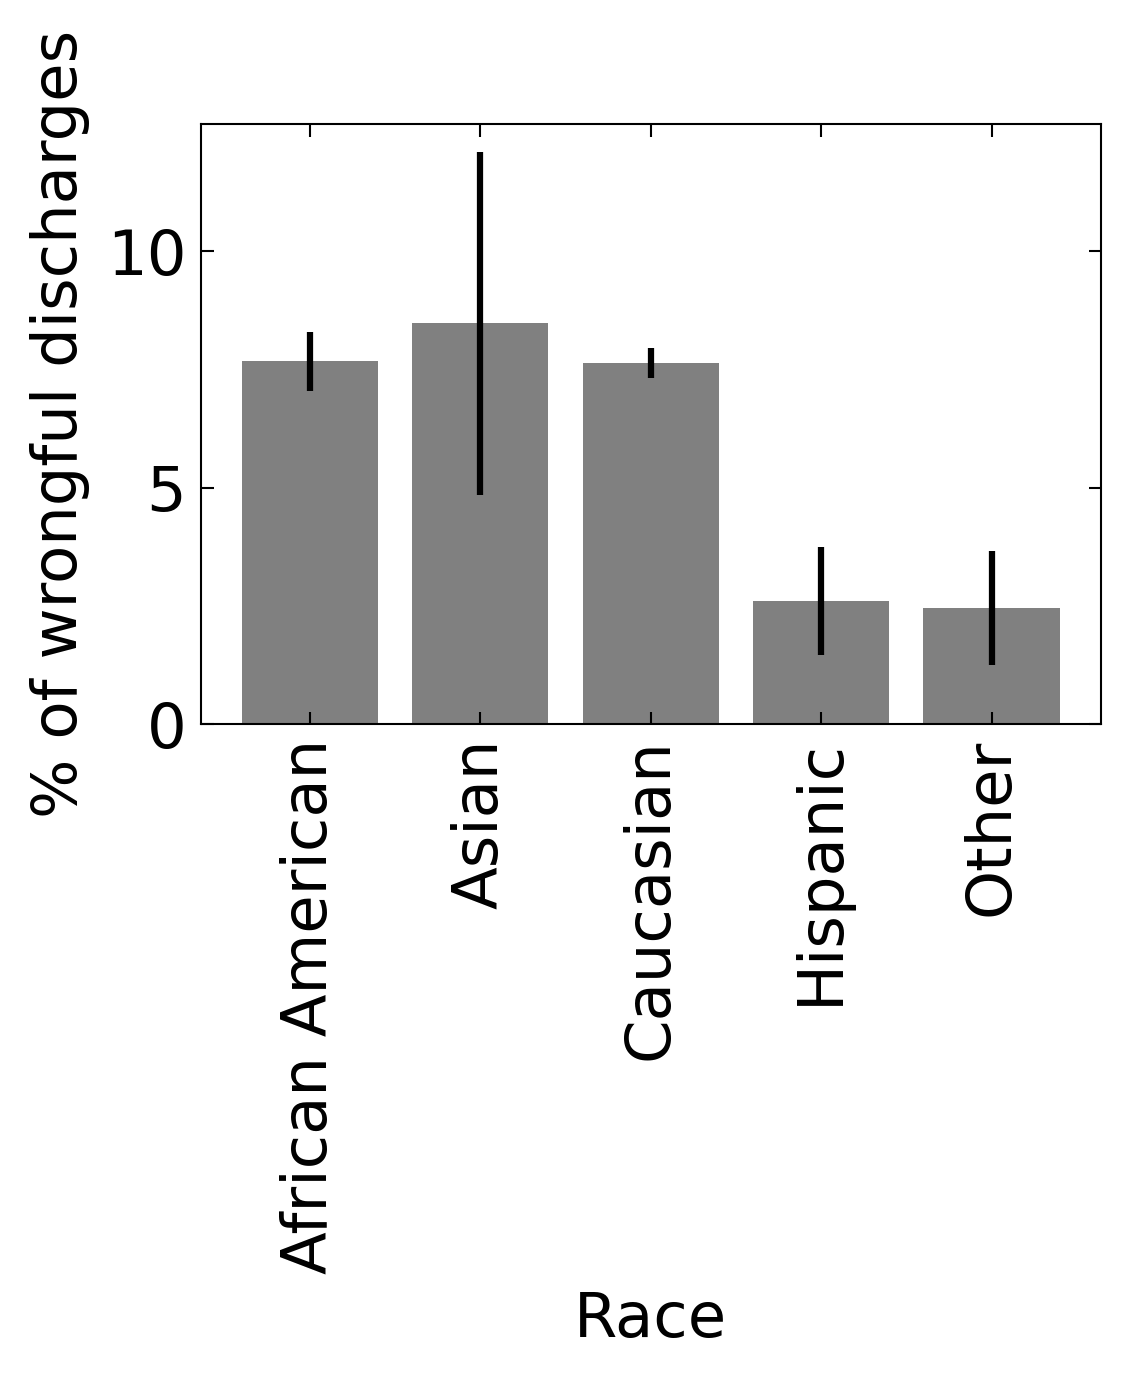 % of wrongful discharges
10
5
0
African American
Asian
Caucasian
Hispanic
Other
Race